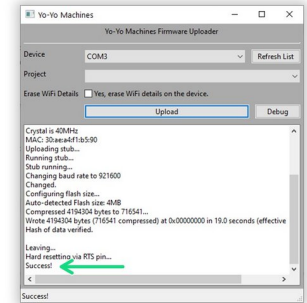 Yo-Yo Machines
Yo-Yo Machines Firmware Uploader
Device COM3 Refresh List
Project
Erase WiFi Details Yes, erase WiFi details on the device.
Upload Debug
Crystal is 40MHz
MAC: 30:ae:a4:f1:b5:90
Uploading stub...
Running stub...
Stub running...
Changing baud rate to 921600
Changed.
Configuring flash size...
Auto-detected Flash size: 4MB
Compressed 4194304 bytes to 716541...
Wrote 4194304 bytes (716541 compressed) at 0x00000000 in 19.0 seconds (effective
Hash of data verified.
Leaving...
Hard resetting via RTS pin...
Success!
Success!